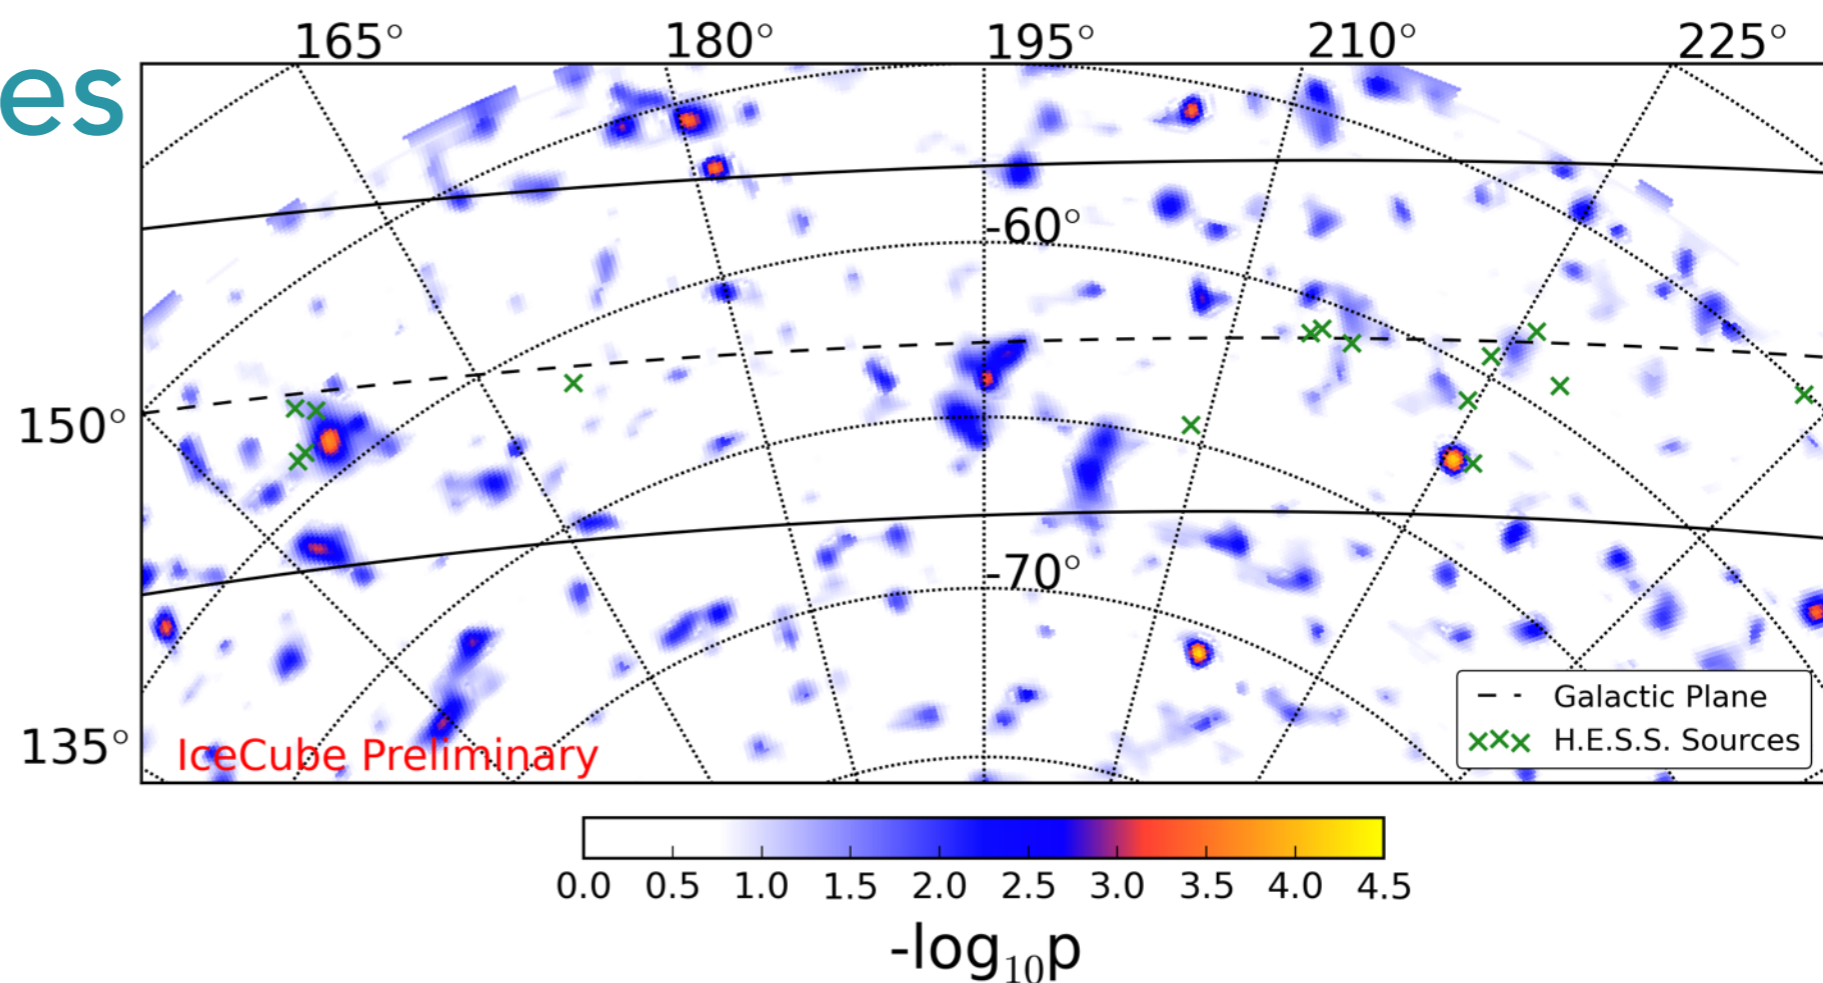 165° 180° 195° 210° 225°
es
-60°
150°
-70°
135°
IceCube Preliminary
Galactic Plane
H.E.S.S. Sources
0.0 0.5 1.0 1.5 2.0 2.5 3.0 3.5 4.0 4.5
-log₁₀p